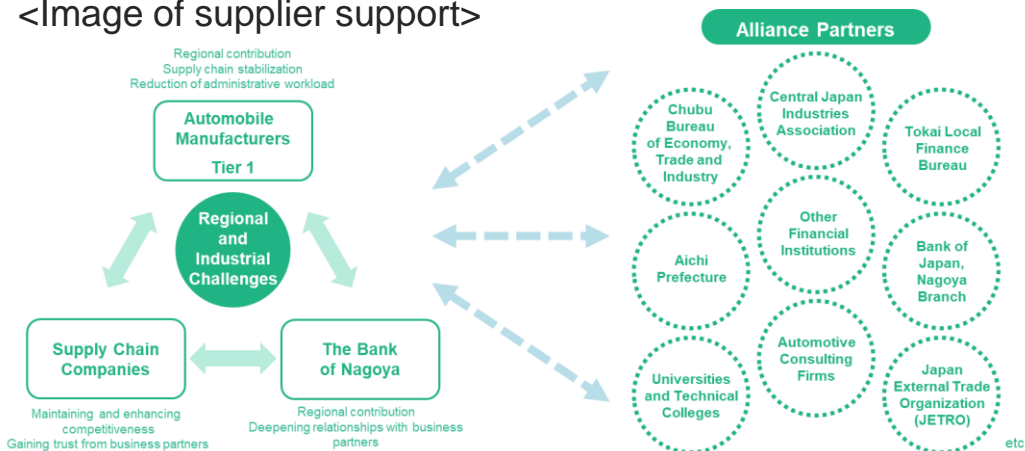 <Image of supplier support>
Regional contribution
Supply chain stabilization
Reduction of administrative workload
Automobile
Manufacturers
Tier 1
Regional
and
Industrial
Challenges
Supply Chain
Companies
Maintaining and enhancing
competitiveness
Gaining trust from business partners
The Bank
of Nagoya
Regional contribution
Deepening relationships with business
partners
Alliance Partners
Chubu
Bureau
of Economy,
Trade and
Industry
Central Japan
Industries
Association
Tokai Local
Finance
Bureau
Aichi
Prefecture
Other
Financial
Institutions
Bank of
Japan,
Nagoya
Branch
Universities
and Technical
Colleges
Automotive
Consulting
Firms
Japan
External Trade
Organization
(JETRO)
etc